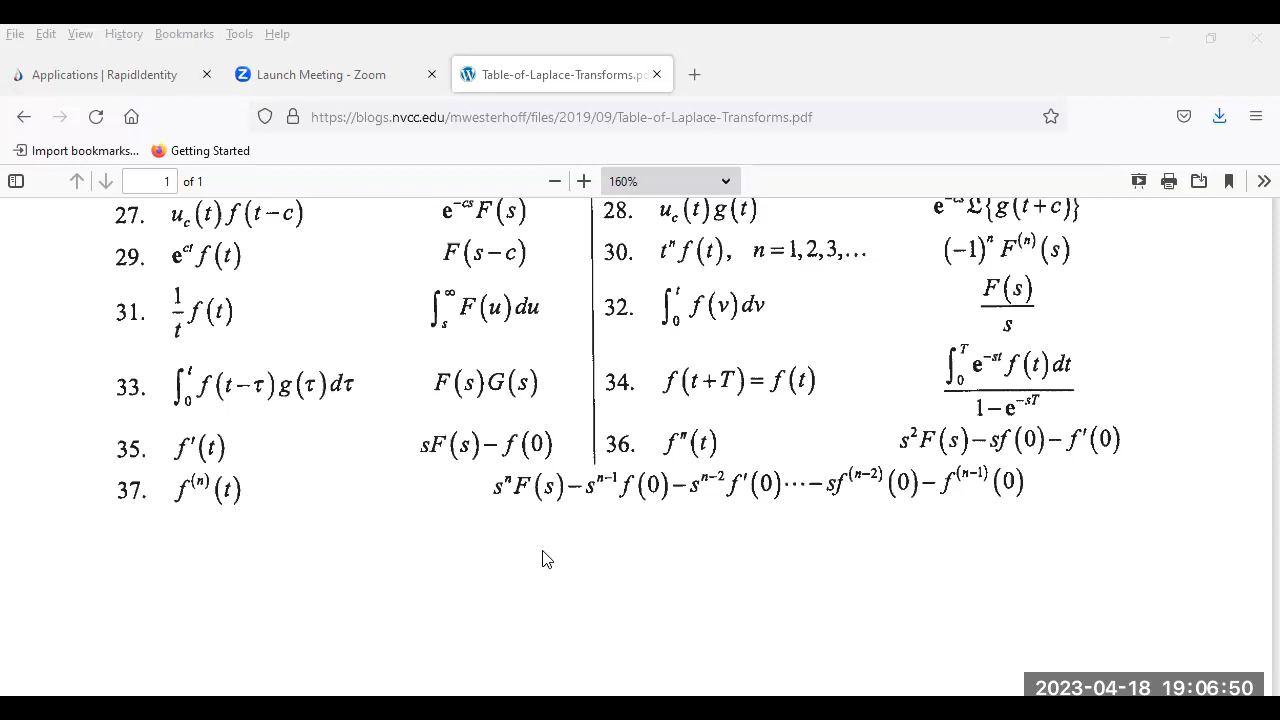 File Edit View History Bookmarks Tools Help
Applications | RapidIdentity
Launch Meeting - Zoom
Table-of-Laplace-Transforms.pd
https://blogs.nvcc.edu/mwesterhoff/files/2019/09/Table-of-Laplace-Transforms.pdf
Import bookmarks... Getting Started
1 of 1 160%
27. u_c(t) f(t−c) e^{−cs} F(s) 28. u_c(t) g(t) e^{−cs} 𝔏{g(t+c)}
29. e^{ct} f(t) F(s−c) 30. t^n f(t), n=1,2,3,… (−1)^n F^{(n)}(s)
31. 1/t f(t) ∫_s^∞ F(u) du 32. ∫_0^t f(v) dv F(s)/s
33. ∫_0^t f(t−τ) g(τ) dτ F(s)G(s) 34. f(t+T) = f(t) ∫_0^T e^{−st} f(t) dt / 1−e^{−sT}
35. f′(t) sF(s)−f(0) 36. f″(t) s^2F(s)−sf(0)−f′(0)
37. f^{(n)}(t) s^nF(s)−s^{n−1}f(0)−s^{n−2}f′(0)⋯−sf^{(n−2)}(0)−f^{(n−1)}(0)
2023-04-18 19:06:50